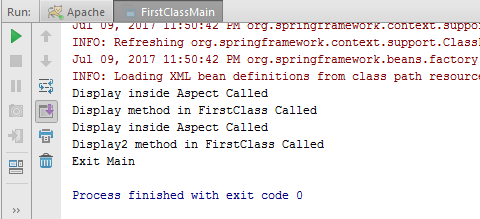 Run: Apache FirstClassMain
Jul 09, 2017 11:50:42 PM org.springframework.context.suppor
INFO: Refreshing org.springframework.context.support.Class
Jul 09, 2017 11:50:42 PM org.springframework.beans.factory
INFO: Loading XML bean definitions from class path resource
Display inside Aspect Called
Display method in FirstClass Called
Display inside Aspect Called
Display2 method in FirstClass Called
Exit Main
Process finished with exit code 0